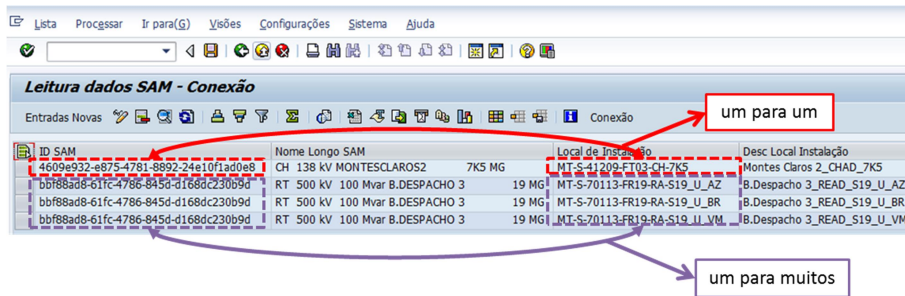 Lista Processar Ir para(G) Visões Configurações Sistema Ajuda
Leitura dados SAM - Conexão
Entradas Novas Conexão
um para um
ID SAM Nome Longo SAM Local de Instalação Desc Local Instalação
4609e932-e875-4781-8892-24e10f1ad0e8 CH 138 kV MONTESCLAROS2 7K5 MG MT-S-41209-FT03-CH-7K5 Montes Claros 2_CHAD_7K5
bbf88ad8-61fc-4786-845d-d168dc230b9d RT 500 kV 100 Mvar B.DESPACHO 3 19 MG MT-S-70113-FR19-RA-S19_U_AZ B.Despacho 3_READ_S19_U_AZ
bbf88ad8-61fc-4786-845d-d168dc230b9d RT 500 kV 100 Mvar B.DESPACHO 3 19 MG MT-S-70113-FR19-RA-S19_U_BR B.Despacho 3_READ_S19_U_BR
bbf88ad8-61fc-4786-845d-d168dc230b9d RT 500 kV 100 Mvar B.DESPACHO 3 19 MG MT-S-70113-FR19-RA-S19_U_VM B.Despacho 3_READ_S19_U_VM
um para muitos